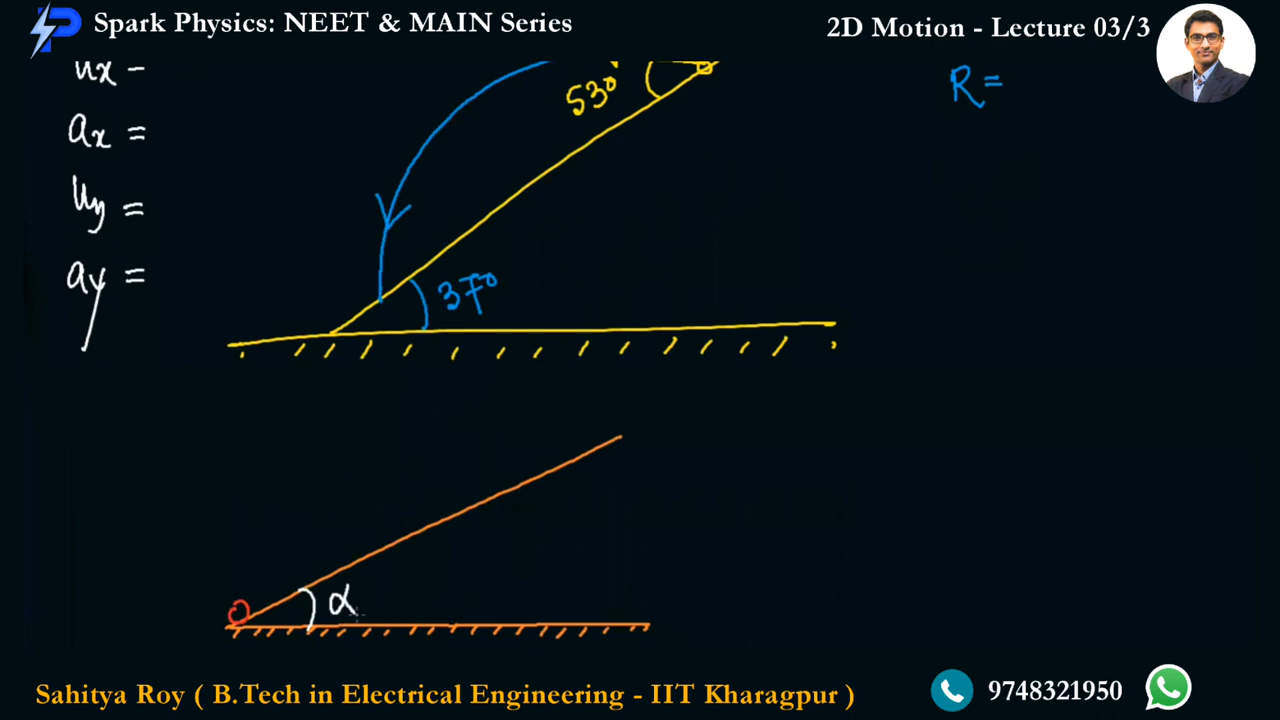 Spark Physics: NEET & MAIN Series
2D Motion - Lecture 03/3
ux =
ax =
uy =
ay =
53°
R =
37°
α
Sahitya Roy ( B.Tech in Electrical Engineering - IIT Kharagpur )
9748321950